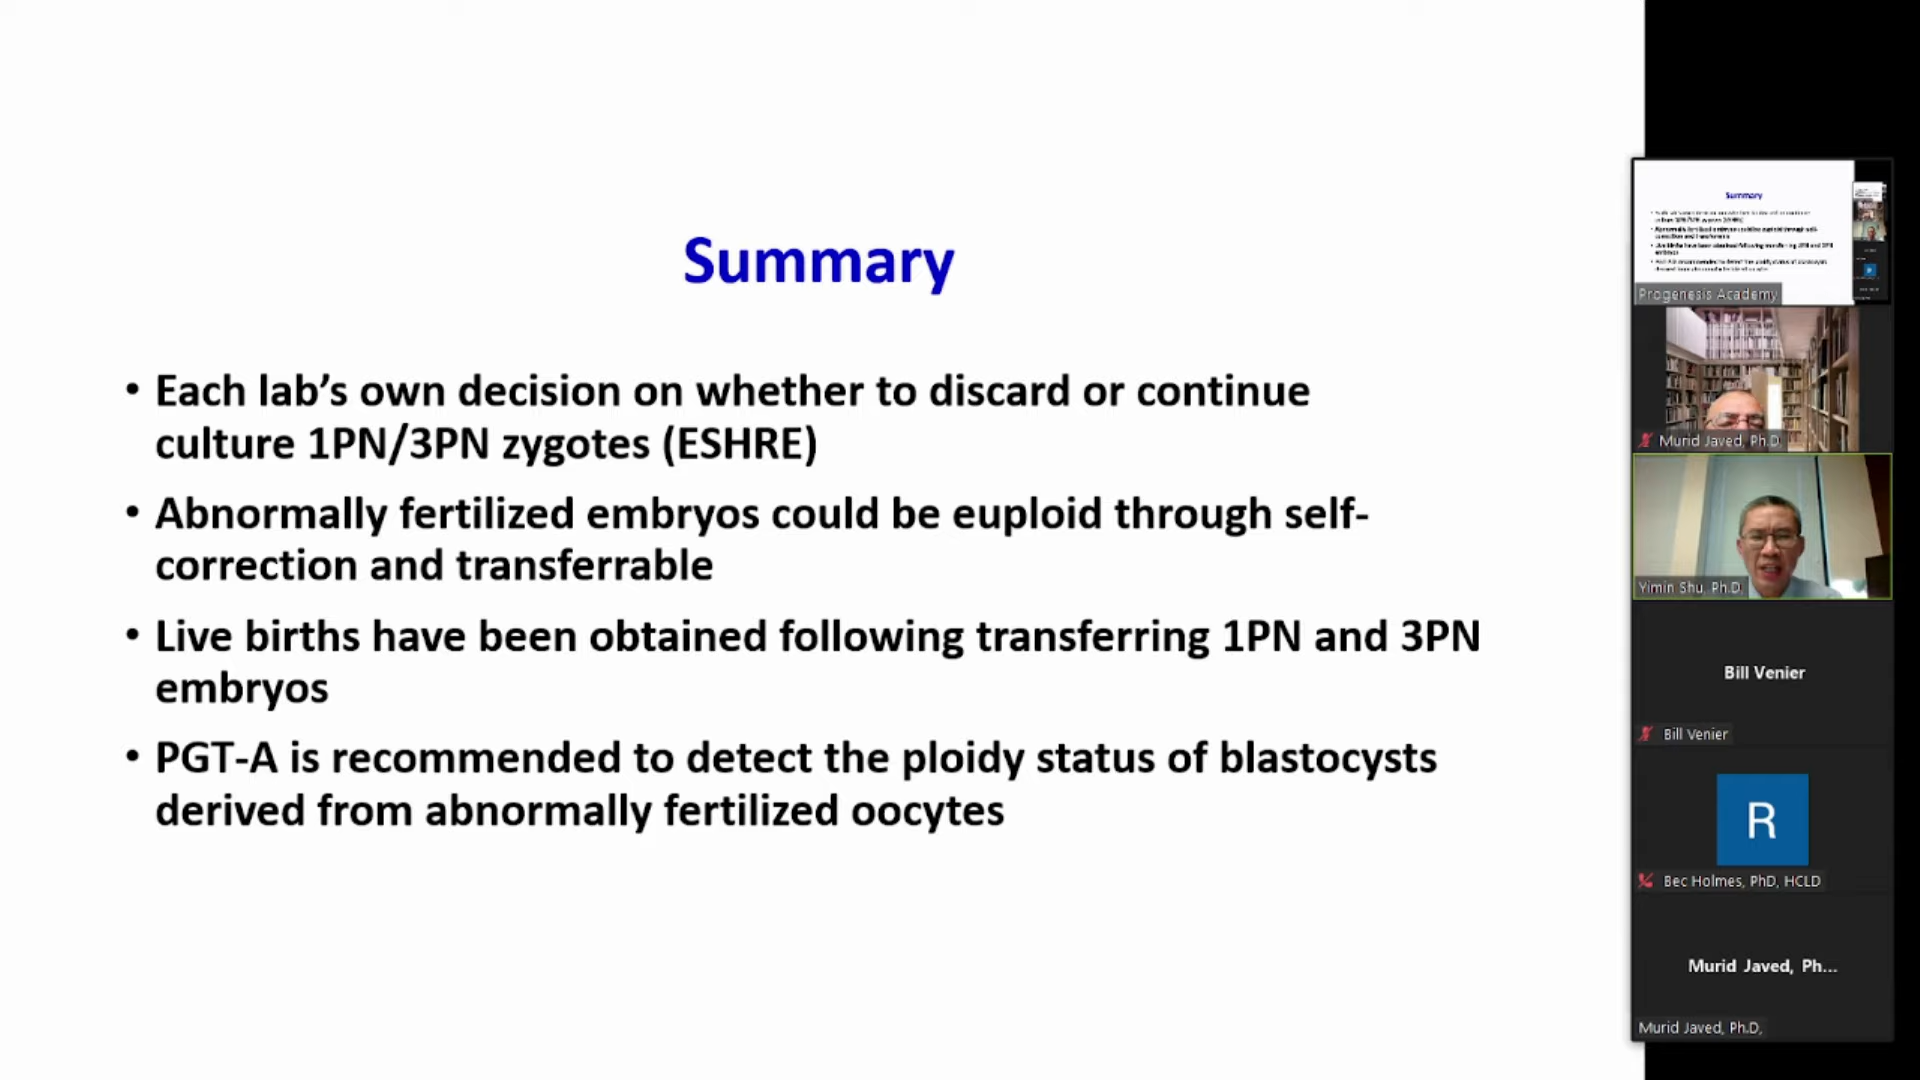 Summary
• Each lab's own decision on whether to discard or continue
culture 1PN/3PN zygotes (ESHRE)
• Abnormally fertilized embryos could be euploid through self-
correction and transferrable
• Live births have been obtained following transferring 1PN and 3PN
embryos
• PGT-A is recommended to detect the ploidy status of blastocysts
derived from abnormally fertilized oocytes
Summary
Progenesis Academy
Murid Javed, Ph.D
Yimin Shu, Ph.D.
Bill Venier
Bill Venier
R
Bec Holmes, PhD, HCLD
Murid Javed, Ph...
Murid Javed, Ph.D,